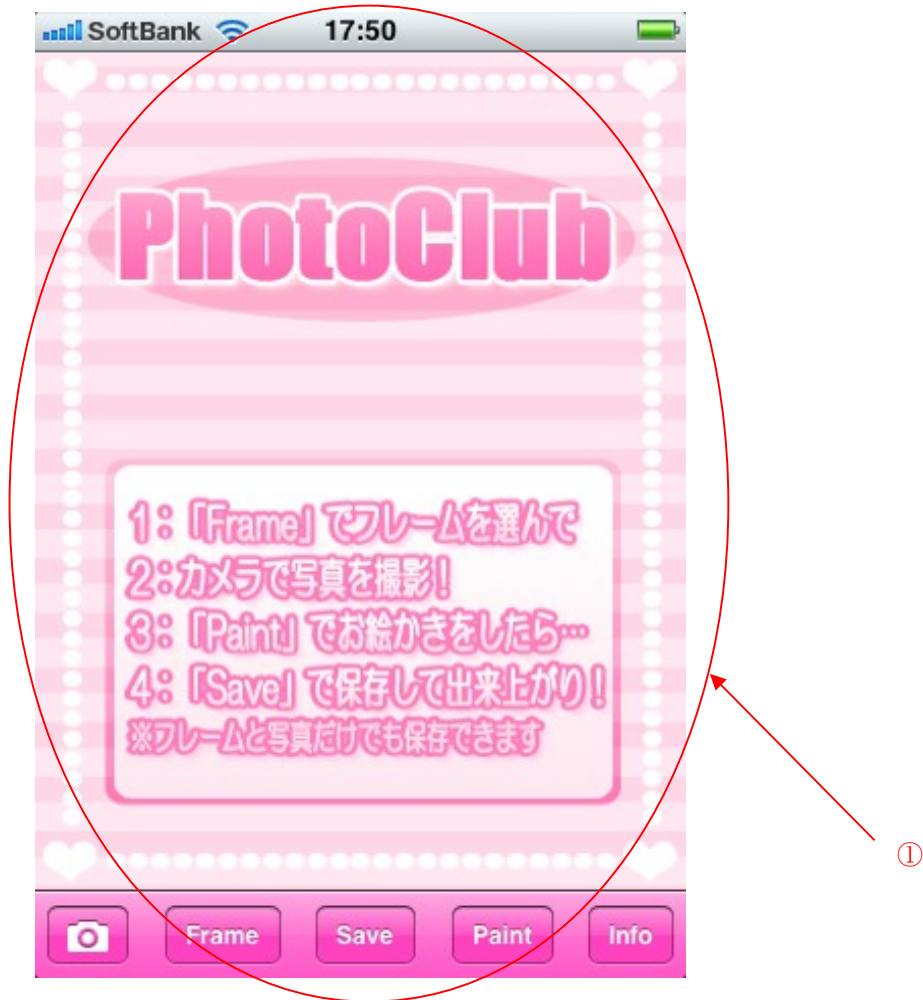 SoftBank 17:50
PhotoClub
1:「Frame」でフレームを選んで
2:カメラで写真を撮影!
3:「Paint」でお絵かきをしたら…
4:「Save」で保存して出来上がり!
※フレームと写真だけでも保存できます
①
Frame Save Paint Info